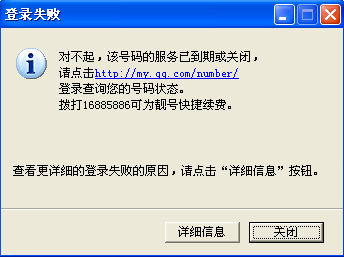 登录失败
对不起，该号码的服务已到期或关闭，
请点击http://my.qq.com/number/
登录查询您的号码状态。
拨打16885886可为靓号快捷续费。
查看更详细的登录失败的原因，请点击“详细信息”按钮。
详细信息
关闭